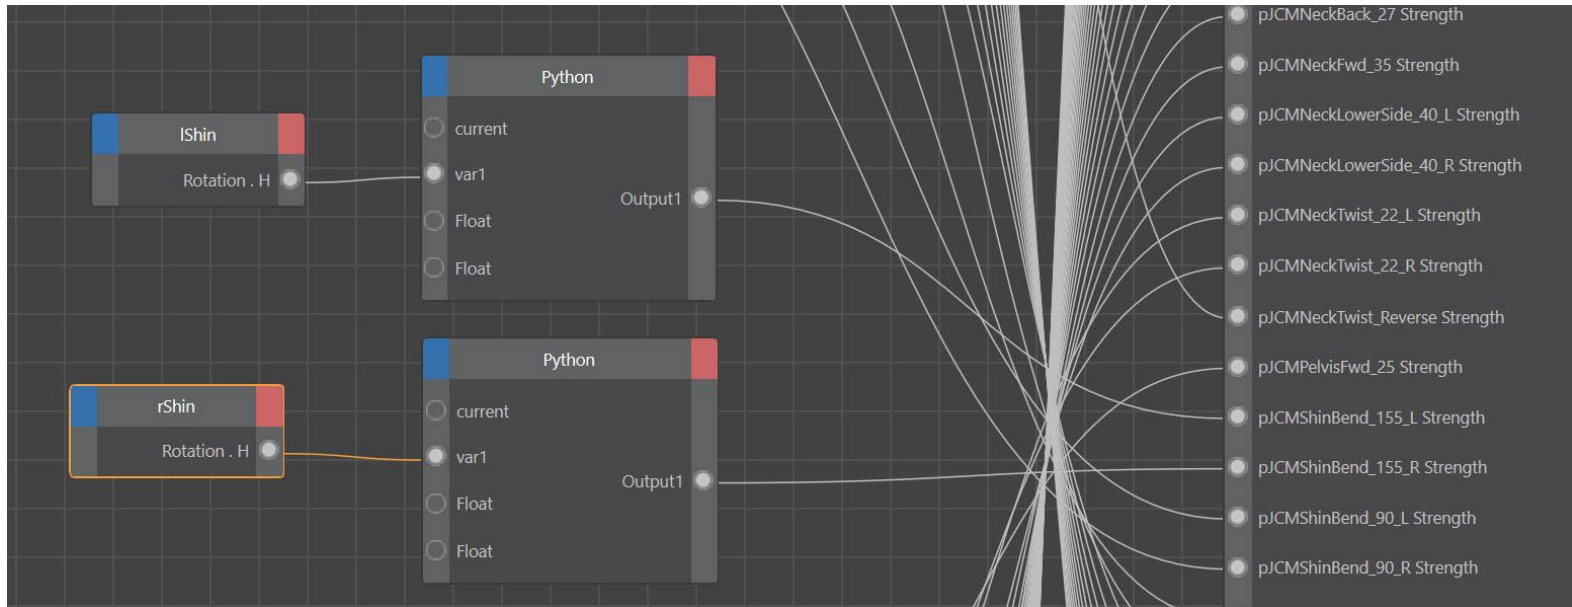 lShin
Rotation . H
Python
current
var1
Float
Float
Output1
rShin
Rotation . H
Python
current
var1
Float
Float
Output1
pJCMNeckBack_27 Strength
pJCMNeckFwd_35 Strength
pJCMNeckLowerSide_40_L Strength
pJCMNeckLowerSide_40_R Strength
pJCMNeckTwist_22_L Strength
pJCMNeckTwist_22_R Strength
pJCMNeckTwist_Reverse Strength
pJCMPelvisFwd_25 Strength
pJCMShinBend_155_L Strength
pJCMShinBend_155_R Strength
pJCMShinBend_90_L Strength
pJCMShinBend_90_R Strength